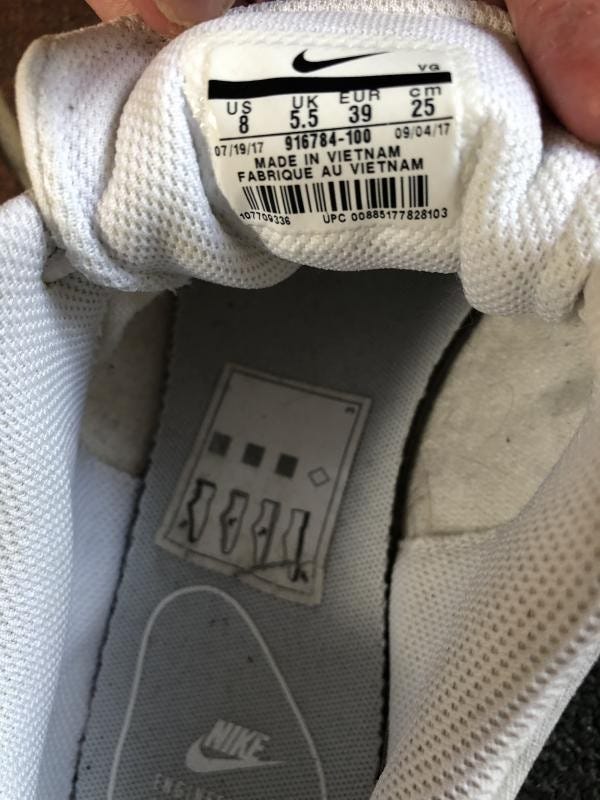 VG
US UK EUR cm
8 5.5 39 25
07/19/17 916784-100 09/04/17
MADE IN VIETNAM
FABRIQUE AU VIETNAM
107709336 UPC 00885177828103
NIKE